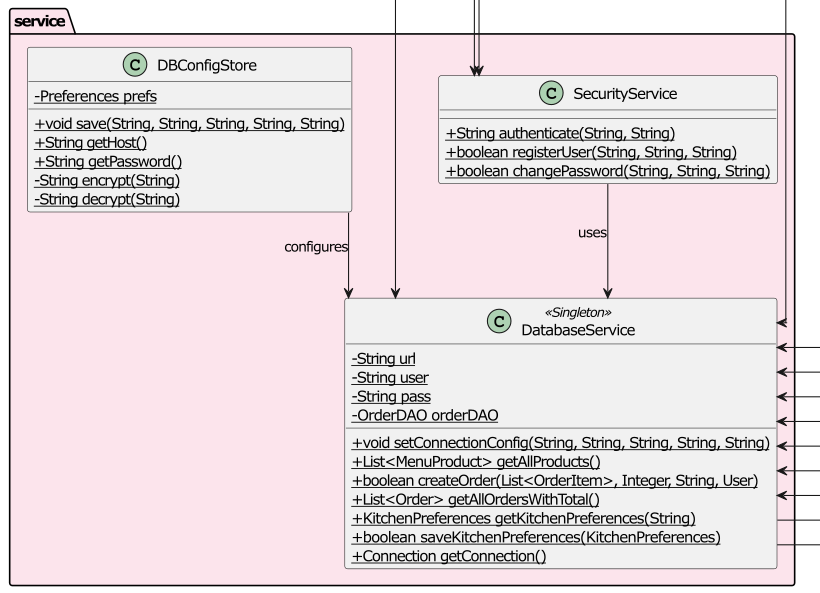 service
C DBConfigStore
-Preferences prefs
+void save(String, String, String, String, String)
+String getHost()
+String getPassword()
-String encrypt(String)
-String decrypt(String)
C SecurityService
+String authenticate(String, String)
+boolean registerUser(String, String, String)
+boolean changePassword(String, String, String)
configures
uses
«Singleton»
C DatabaseService
-String url
-String user
-String pass
-OrderDAO orderDAO
+void setConnectionConfig(String, String, String, String, String)
+List<MenuProduct> getAllProducts()
+boolean createOrder(List<OrderItem>, Integer, String, User)
+List<Order> getAllOrdersWithTotal()
+KitchenPreferences getKitchenPreferences(String)
+boolean saveKitchenPreferences(KitchenPreferences)
+Connection getConnection()